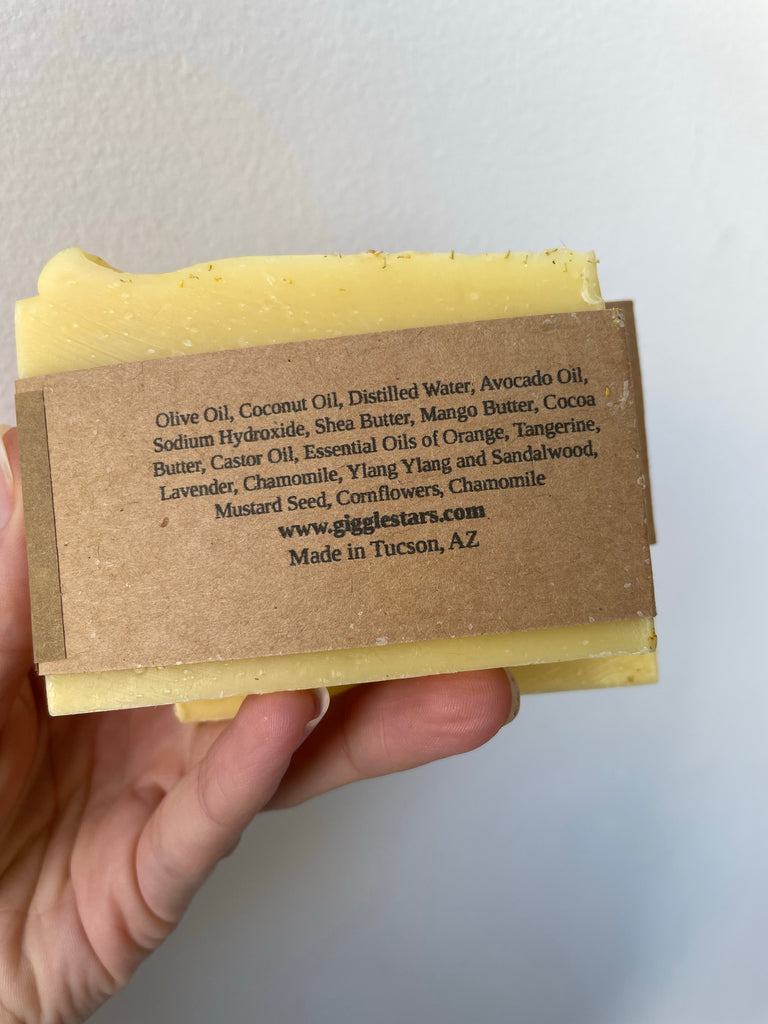 Olive Oil, Coconut Oil, Distilled Water, Avocado Oil,
Sodium Hydroxide, Shea Butter, Mango Butter, Cocoa
Butter, Castor Oil, Essential Oils of Orange, Tangerine,
Lavender, Chamomile, Ylang Ylang and Sandalwood,
Mustard Seed, Cornflowers, Chamomile
www.gigglestars.com
Made in Tucson, AZ